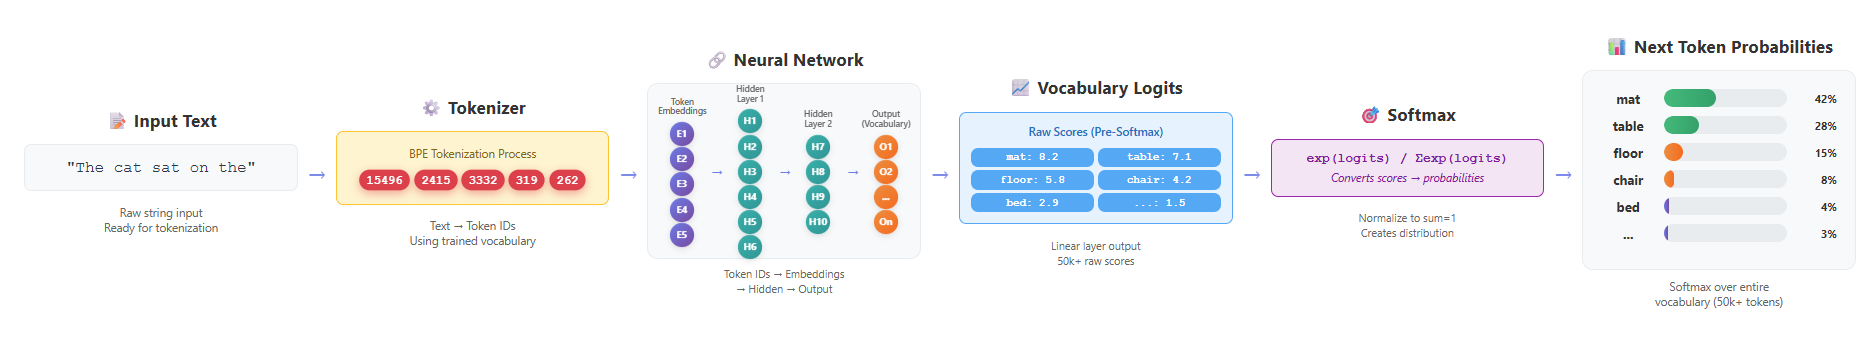 Input Text
"The cat sat on the"
Raw string input
Ready for tokenization
→
Tokenizer
BPE Tokenization Process
15496 2415 3332 319 262
Text → Token IDs
Using trained vocabulary
→
Neural Network
Token
Embeddings
E1
E2
E3
E4
E5
→
Hidden
Layer 1
H1
H2
H3
H4
H5
H6
→
Hidden
Layer 2
H7
H8
H9
H10
→
Output
(Vocabulary)
O1
O2
...
On
Token IDs → Embeddings
→ Hidden → Output
→
Vocabulary Logits
Raw Scores (Pre-Softmax)
mat: 8.2 table: 7.1
floor: 5.8 chair: 4.2
bed: 2.9 ...: 1.5
Linear layer output
50k+ raw scores
→
Softmax
exp(logits) / Σexp(logits)
Converts scores → probabilities
Normalize to sum=1
Creates distribution
→
Next Token Probabilities
mat 42%
table 28%
floor 15%
chair 8%
bed 4%
... 3%
Softmax over entire
vocabulary (50k+ tokens)